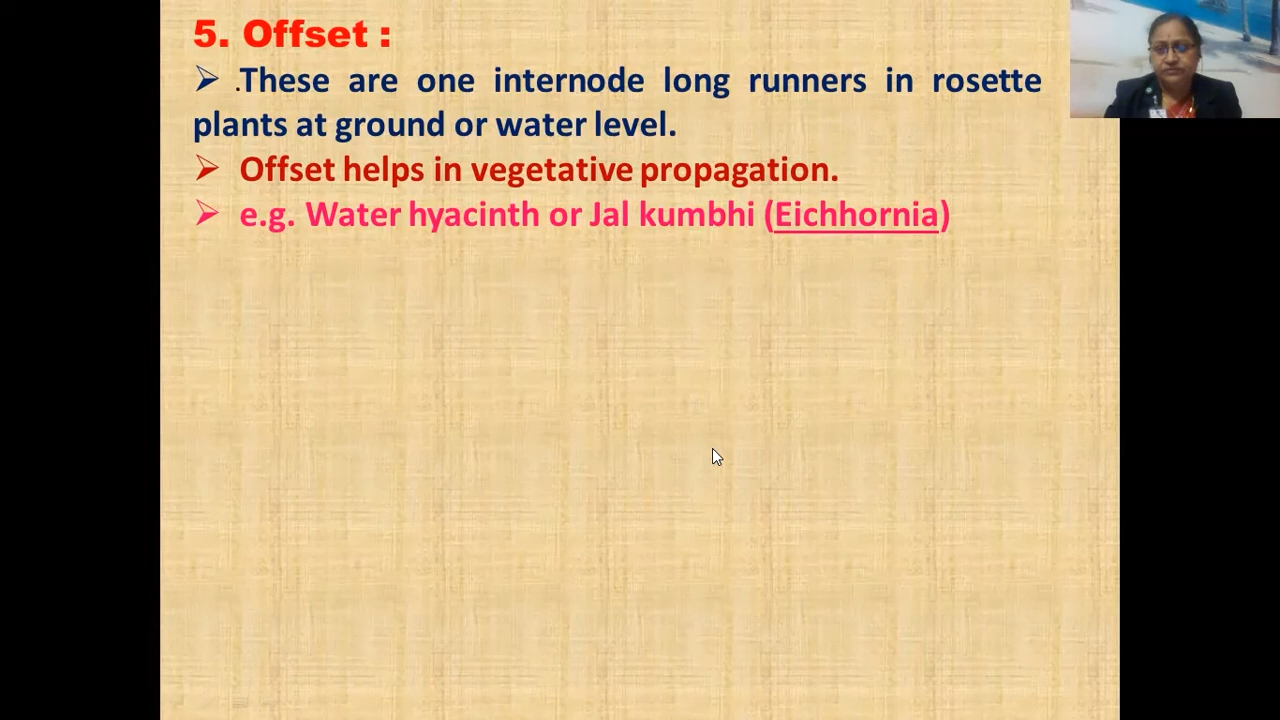 5. Offset :
➢ .These are one internode long runners in rosette
plants at ground or water level.
➢ Offset helps in vegetative propagation.
➢ e.g. Water hyacinth or Jal kumbhi (Eichhornia)